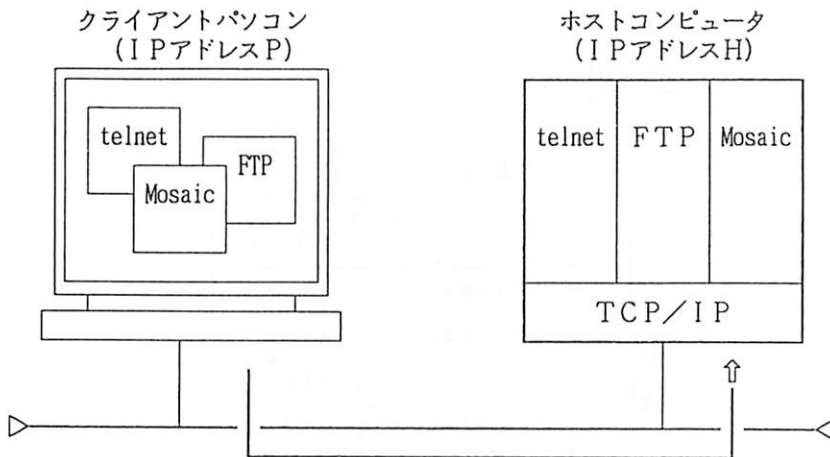 クライアントパソコン
(ＩＰアドレスＰ)
telnet
FTP
Mosaic
ホストコンピュータ
(ＩＰアドレスＨ)
telnet
ＦＴＰ
Mosaic
ＴＣＰ／ＩＰ